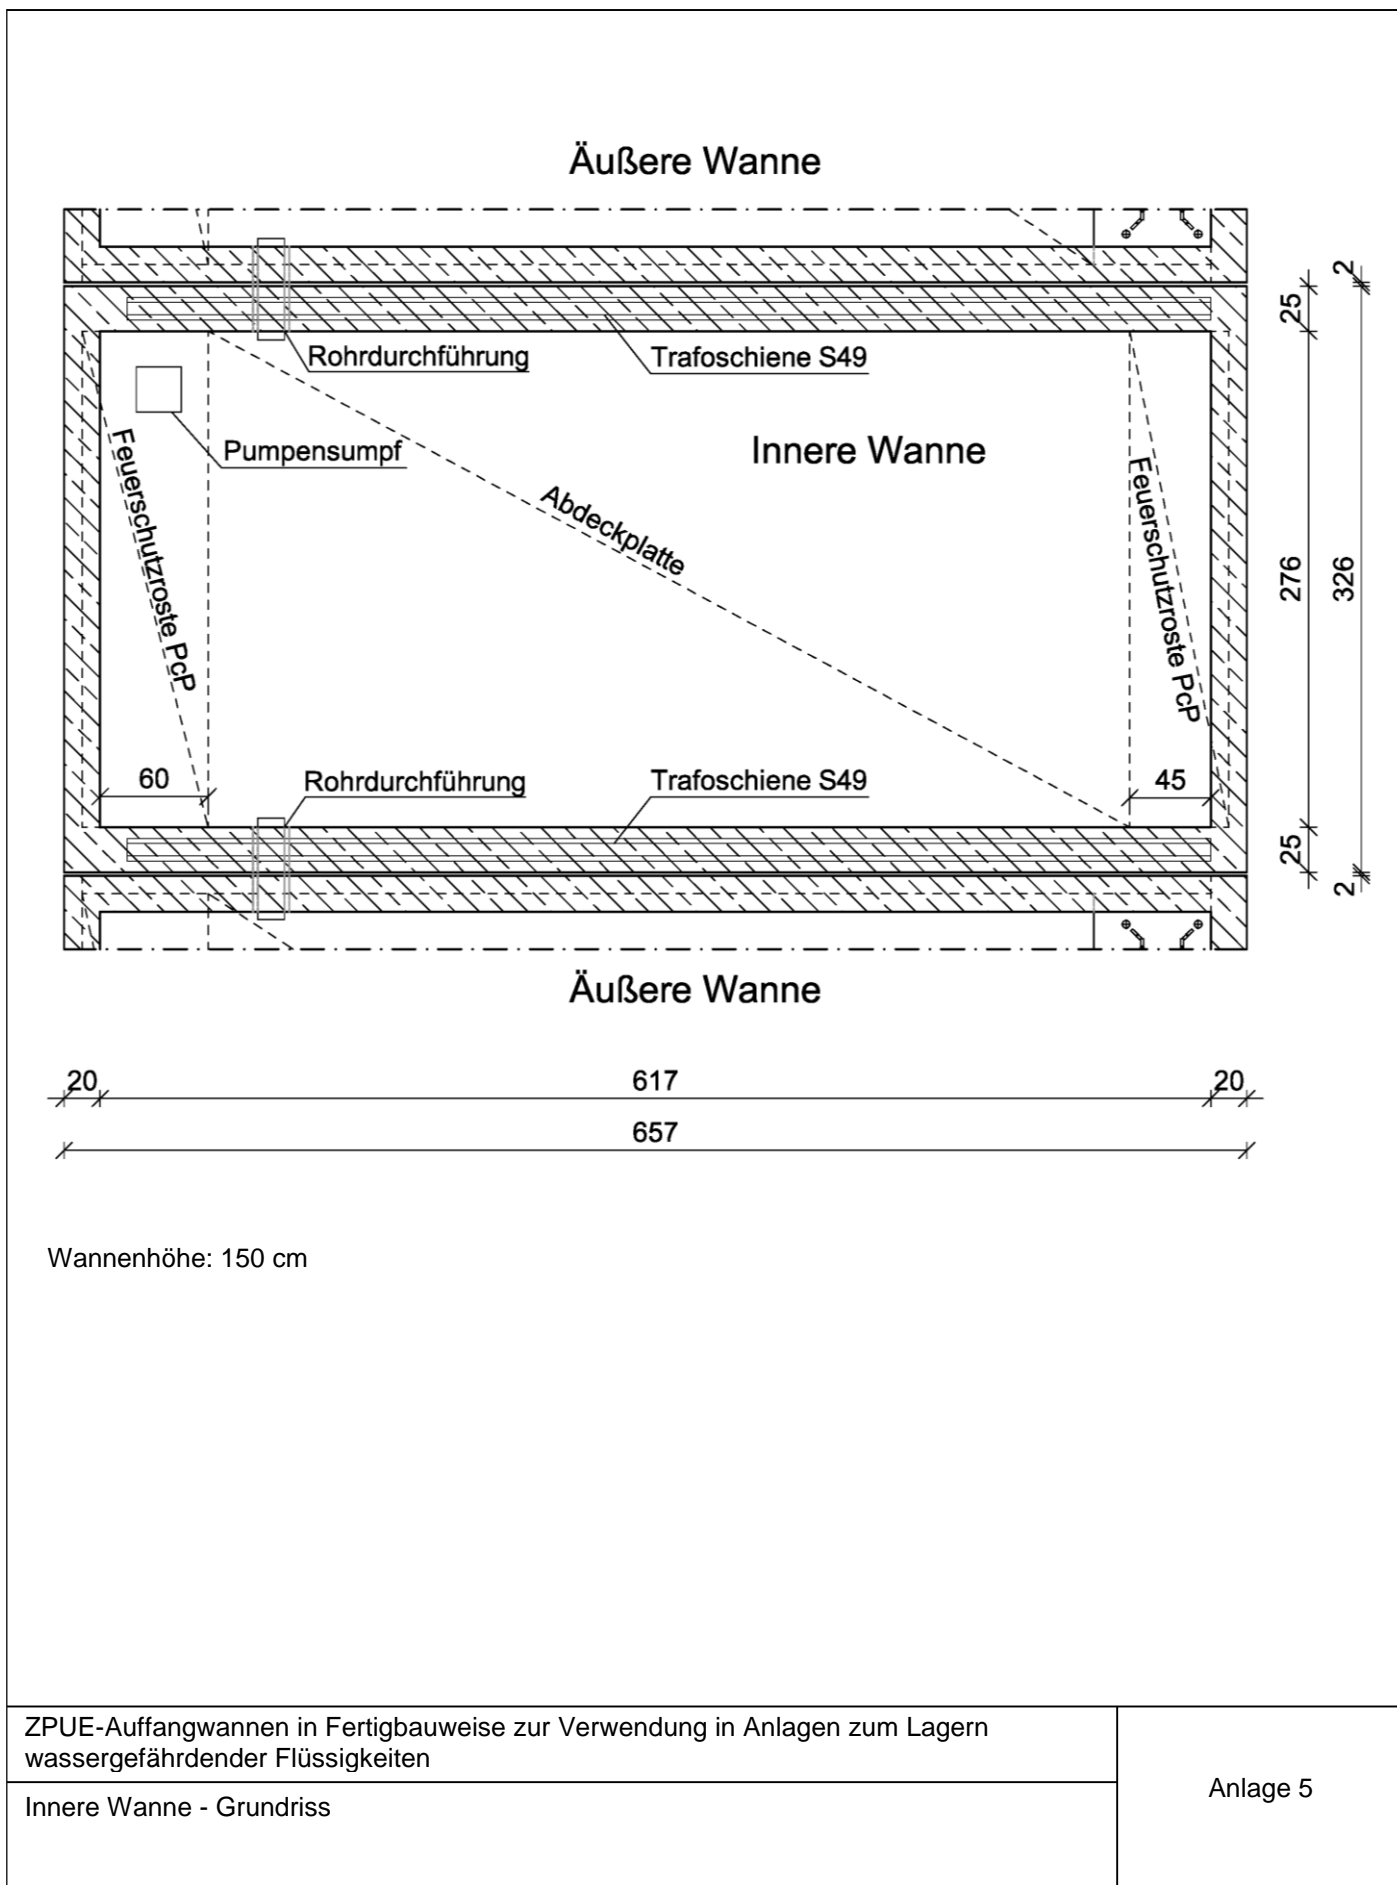 Äußere Wanne
2
25
Rohrdurchführung
Trafoschiene S49
Pumpensumpf
Innere Wanne
Feuerschutzroste PcP
Abdeckplatte
Feuerschutzroste PcP
276
326
60
Rohrdurchführung
Trafoschiene S49
45
25
2
Äußere Wanne
20
617
20
657
Wannenhöhe: 150 cm
ZPUE-Auffangwannen in Fertigbauweise zur Verwendung in Anlagen zum Lagern
wassergefährdender Flüssigkeiten
Anlage 5
Innere Wanne - Grundriss